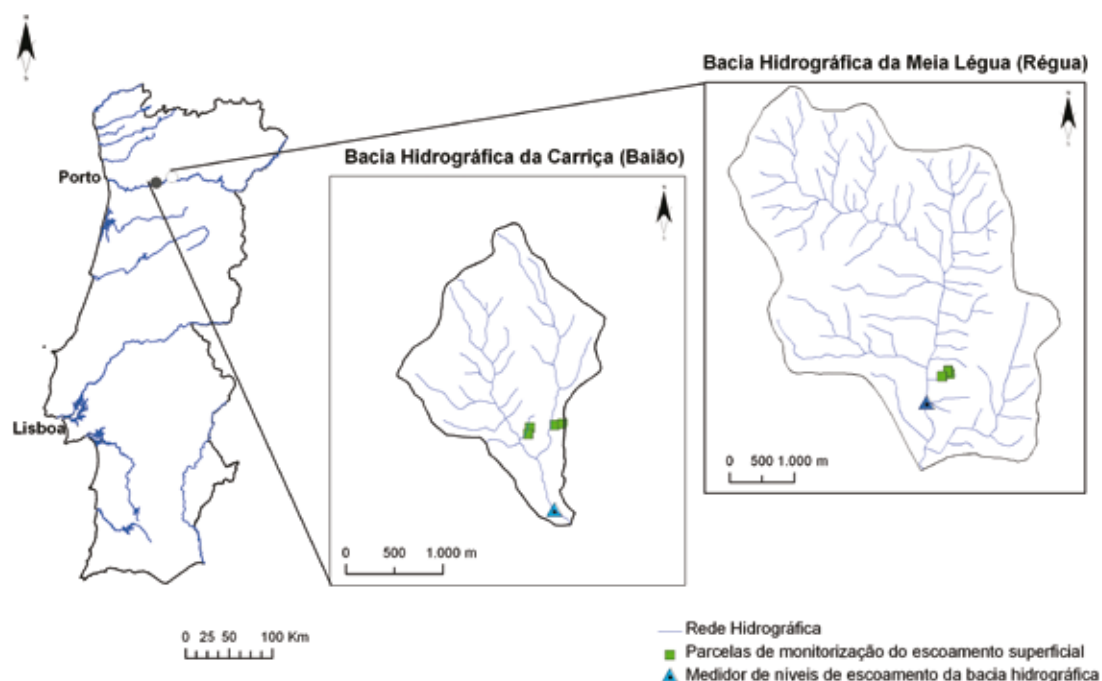 Bacia Hidrográfica da Meia Légua (Régua)
Bacia Hidrográfica da Carriça (Baião)
Porto
Lisboa
0 500 1.000 m
0 500 1.000 m
0 25 50 100 Km
Rede Hidrográfica
Parcelas de monitorização do escoamento superficial
Medidor de níveis de escoamento da bacia hidrográfica